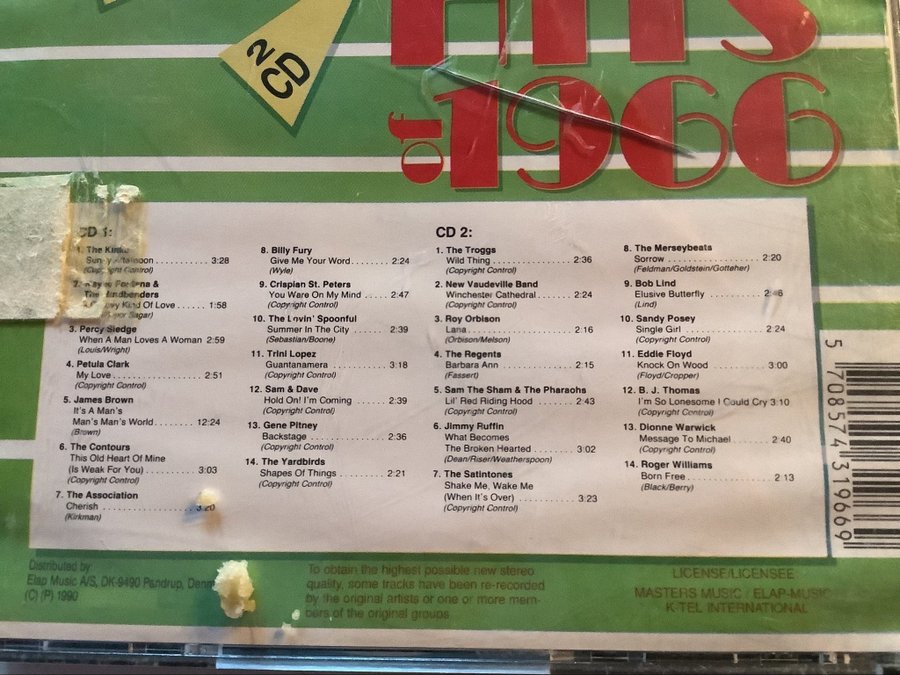 2
CD
HITS
of 1966
CD 1:
1. The Kinks
Sunny Afternoon 3:28
(Copyright Control)
The Mindbenders
Kind Of Love 1:58
3. Percy Sledge
When A Man Loves A Woman 2:59
(Louis/Wright)
4. Petula Clark
My Love 2:51
(Copyright Control)
5. James Brown
It's A Man's
Man's Man's World 12:24
(Brown)
6. The Contours
This Old Heart Of Mine
(Is Weak For You) 3:03
(Copyright Control)
7. The Association
Cherish 3:20
(Kirkman)
8. Billy Fury
Give Me Your Word 2:24
(Wyle)
9. Crispian St. Peters
You Ware On My Mind 2:47
(Copyright Control)
10. The Lovin' Spoonful
Summer In The City 2:39
(Sebastian/Boone)
11. Trini Lopez
Guantanamera 3:18
(Copyright Control)
12. Sam & Dave
Hold On! I'm Coming 2:39
(Copyright Control)
13. Gene Pitney
Backstage 2:36
(Copyright Control)
14. The Yardbirds
Shapes Of Things 2:21
(Copyright Control)
CD 2:
1. The Troggs
Wild Thing 2:36
(Copyright Control)
2. New Vaudeville Band
Winchester Cathedral 2:24
(Copyright Control)
3. Roy Orbison
Lana 2:16
(Orbison/Melson)
4. The Regents
Barbara Ann 2:15
(Fassert)
5. Sam The Sham & The Pharaohs
Lil' Red Riding Hood 2:43
(Copyright Control)
6. Jimmy Ruffin
What Becomes
The Broken Hearted 3:02
(Dean/Riser/Weatherspoon)
7. The Satintones
Shake Me, Wake Me
(When It's Over) 3:23
(Copyright Control)
8. The Merseybeats
Sorrow 2:20
(Feldman/Goldstein/Gotteher)
9. Bob Lind
Elusive Butterfly 2:46
(Lind)
10. Sandy Posey
Single Girl 2:24
(Copyright Control)
11. Eddie Floyd
Knock On Wood 3:00
(Floyd/Cropper)
12. B. J. Thomas
I'm So Lonesome I Could Cry 3:10
(Copyright Control)
13. Dionne Warwick
Message To Michael 2:40
(Copyright Control)
14. Roger Williams
Born Free 2 13
(Black/Berry)
5 708574 319669
Distributed by:
Elap Music A/S, DK-9490 Pandrup, Denm
(C) (P) 1990
To obtain the highest possible new stereo
quality, some tracks have been re-recorded
by the original artists or one or more mem-
bers of the original groups
LICENSE/LICENSEE
MASTERS MUSIC / ELAP-MUSIC
K-TEL INTERNATIONAL